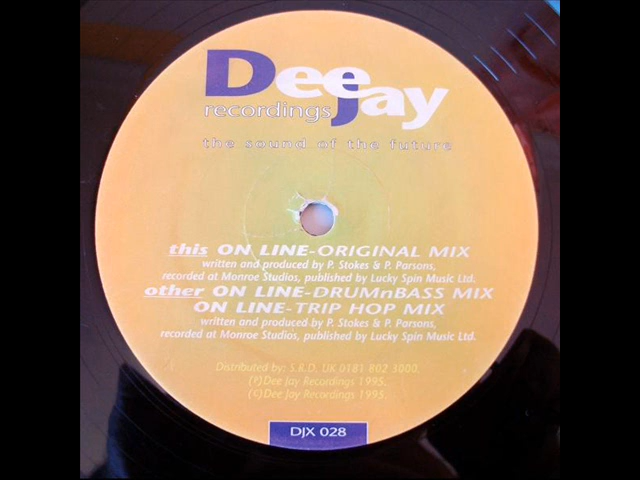 DeeJay
recordings
the sound of the future
this ON LINE-ORIGINAL MIX
written and produced by P. Stokes & P. Parsons,
recorded at Monroe Studios, published by Lucky Spin Music Ltd.
other ON LINE-DRUMnBASS MIX
ON LINE-TRIP HOP MIX
written and produced by P. Stokes & P. Parsons,
recorded at Monroe Studios, published by Lucky Spin Music Ltd.
Distributed by: S.R.D. UK 0181 802 3000.
(P)Dee Jay Recordings 1995.
(C)Dee Jay Recordings 1995.
DJX 028